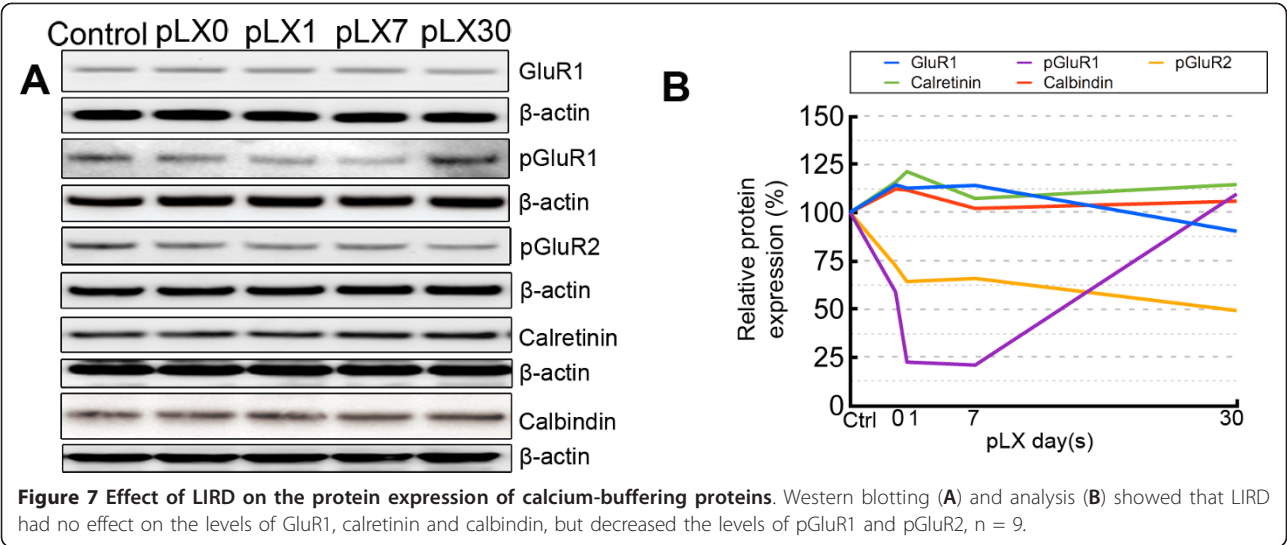 Control pLX0 pLX1 pLX7 pLX30
A
GluR1
β-actin
pGluR1
β-actin
pGluR2
β-actin
Calretinin
β-actin
Calbindin
β-actin
B
GluR1 pGluR1 pGluR2
Calretinin Calbindin
Relative protein
expression (%)
150
125
100
75
50
25
0
Ctrl 0 1 7 30
pLX day(s)
Figure 7 Effect of LIRD on the protein expression of calcium-buffering proteins. Western blotting (A) and analysis (B) showed that LIRD
had no effect on the levels of GluR1, calretinin and calbindin, but decreased the levels of pGluR1 and pGluR2, n = 9.